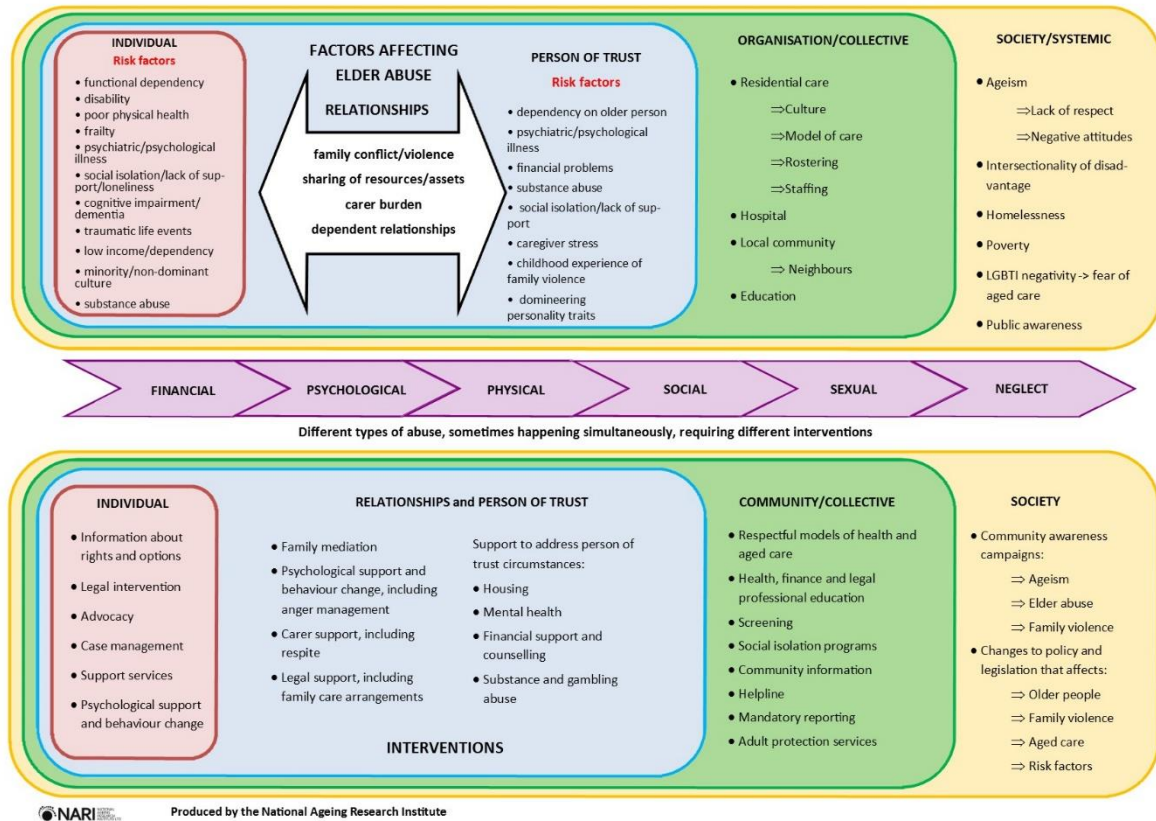 INDIVIDUAL
Risk factors
• functional dependency
• disability
• poor physical health
• frailty
• psychiatric/psychological
illness
• social isolation/lack of sup-
port/loneliness
• cognitive impairment/
dementia
• traumatic life events
• low income/dependency
• minority/non-dominant
culture
• substance abuse
FACTORS AFFECTING
ELDER ABUSE
RELATIONSHIPS
family conflict/violence
sharing of resources/assets
carer burden
dependent relationships
PERSON OF TRUST
Risk factors
• dependency on older person
• psychiatric/psychological
illness
• financial problems
• substance abuse
• social isolation/lack of sup-
port
• caregiver stress
• childhood experience of
family violence
• domineering
personality traits
ORGANISATION/COLLECTIVE
• Residential care
⇒Culture
⇒Model of care
⇒Rostering
⇒Staffing
• Hospital
• Local community
⇒ Neighbours
• Education
SOCIETY/SYSTEMIC
• Ageism
⇒Lack of respect
⇒Negative attitudes
• Intersectionality of disad-
vantage
• Homelessness
• Poverty
• LGBTI negativity -> fear of
aged care
• Public awareness
FINANCIAL
PSYCHOLOGICAL
PHYSICAL
SOCIAL
SEXUAL
NEGLECT
Different types of abuse, sometimes happening simultaneously, requiring different interventions
INDIVIDUAL
• Information about
rights and options
• Legal intervention
• Advocacy
• Case management
• Support services
• Psychological support
and behaviour change
RELATIONSHIPS and PERSON OF TRUST
• Family mediation
• Psychological support and
behaviour change, including
anger management
• Carer support, including
respite
• Legal support, including
family care arrangements
Support to address person of
trust circumstances:
• Housing
• Mental health
• Financial support and
counselling
• Substance and gambling
abuse
INTERVENTIONS
COMMUNITY/COLLECTIVE
• Respectful models of health and
aged care
• Health, finance and legal
professional education
• Screening
• Social isolation programs
• Community information
• Helpline
• Mandatory reporting
• Adult protection services
SOCIETY
• Community awareness
campaigns:
⇒ Ageism
⇒ Elder abuse
⇒ Family violence
• Changes to policy and
legislation that affects:
⇒ Older people
⇒ Family violence
⇒ Aged care
⇒ Risk factors
NARI
NATIONAL
AGEING
RESEARCH
Produced by the National Ageing Research Institute